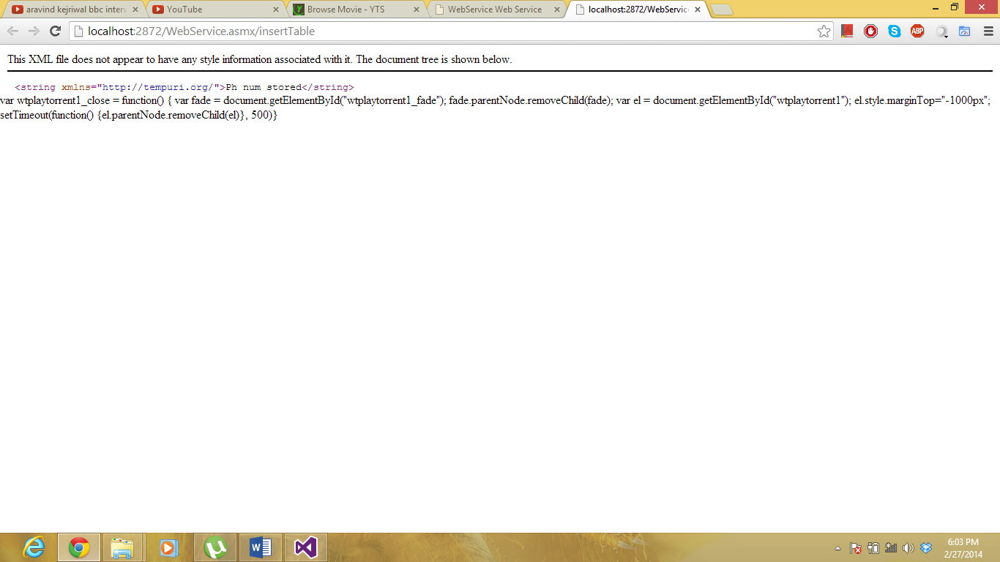 aravind kejriwal bbc interv
YouTube
Browse Movie - YTS
WebService Web Service
localhost:2872/WebService
localhost:2872/WebService.asmx/insertTable
ABP
This XML file does not appear to have any style information associated with it. The document tree is shown below.
<string xmlns="http://tempuri.org/">Ph num stored</string>
var wtplaytorrent1_close = function() { var fade = document.getElementById("wtplaytorrent1_fade"); fade.parentNode.removeChild(fade); var el = document.getElementById("wtplaytorrent1"); el.style.marginTop="-1000px";
setTimeout(function() {el.parentNode.removeChild(el)}, 500)}
6:03 PM
2/27/2014